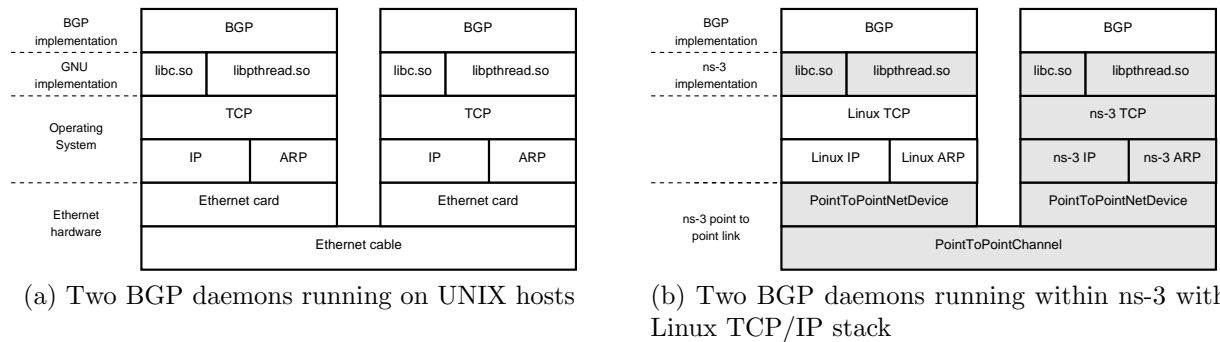 BGP
implementation
BGP
BGP
GNU
implementation
libc.so
libpthread.so
libc.so
libpthread.so
Operating
System
TCP
TCP
IP
ARP
IP
ARP
Ethernet
hardware
Ethernet card
Ethernet card
Ethernet cable
(a) Two BGP daemons running on UNIX hosts
BGP
implementation
BGP
BGP
ns-3
implementation
libc.so
libpthread.so
libc.so
libpthread.so
Linux TCP
ns-3 TCP
Linux IP
Linux ARP
ns-3 IP
ns-3 ARP
ns-3 point to
point link
PointToPointNetDevice
PointToPointNetDevice
PointToPointChannel
(b) Two BGP daemons running within ns-3 with
Linux TCP/IP stack